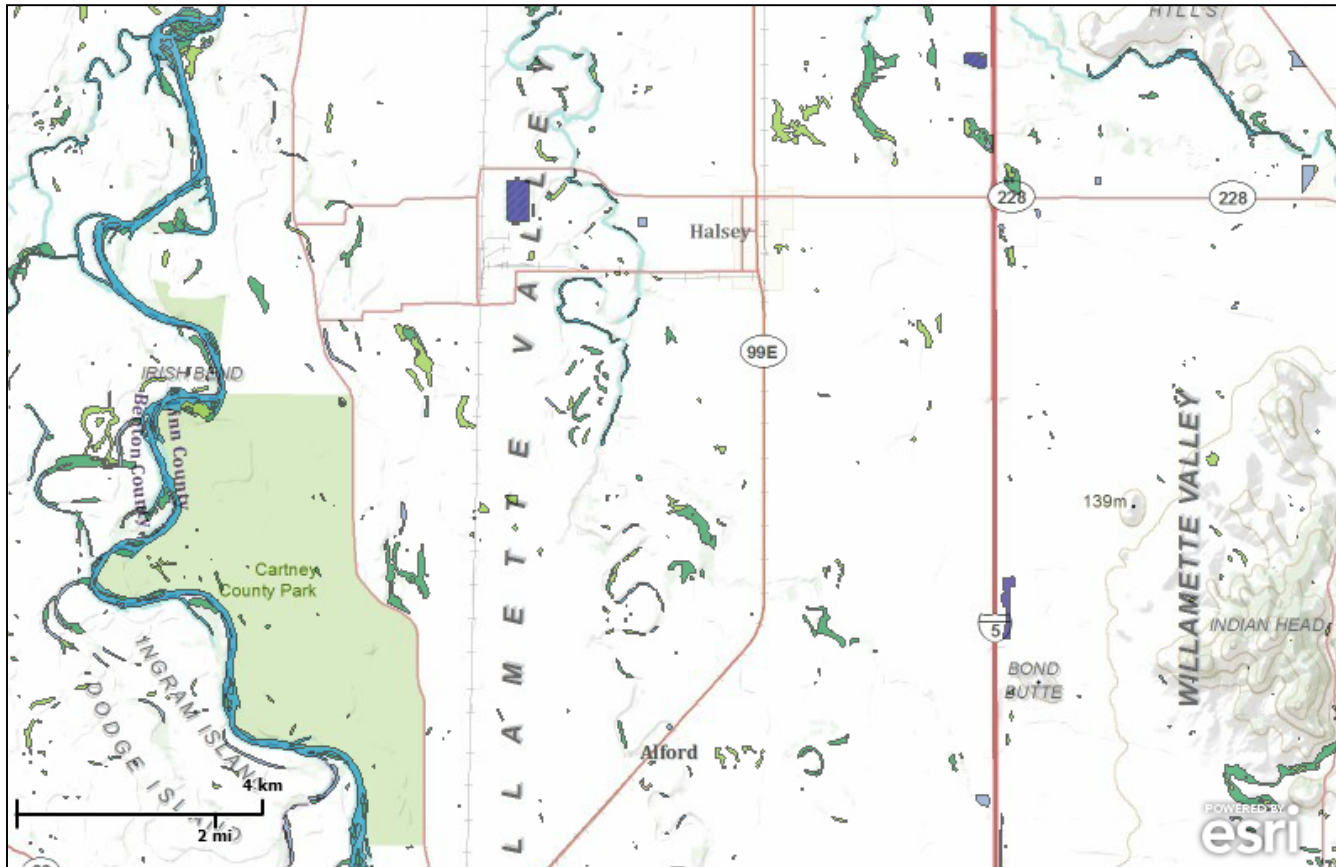 HILLS
228
228
Halsey
WILLAMETTE VALLEY
LLAMETTE VALLEY
99E
IRISH BEND
Linn County
Benton County
139m
Cartney
County Park
5
INDIAN HEAD
BOND
BUTTE
INGRAM ISLAND
DODGE ISLAND
Alford
4 km
2 mi
POWERED BY
esri